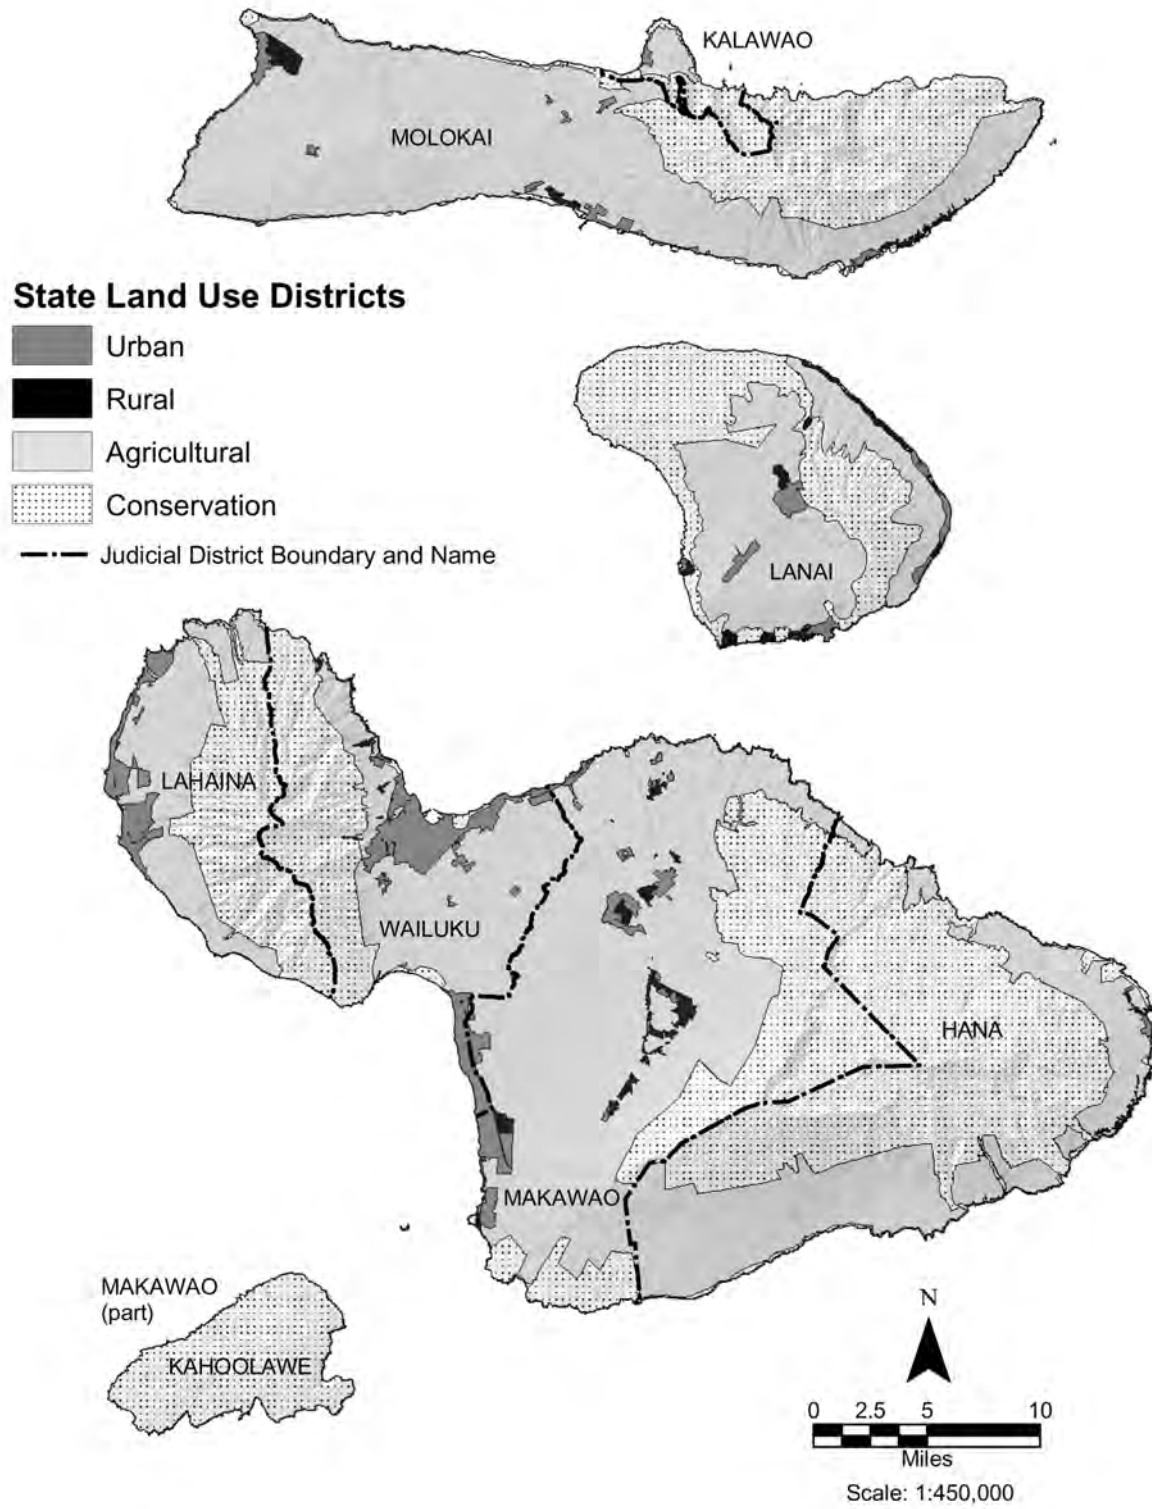 KALAWAO
MOLOKAI
State Land Use Districts
Urban
Rural
Agricultural
Conservation
Judicial District Boundary and Name
LANAI
LAHAINA
WAILUKU
HANA
MAKAWAO
MAKAWAO
(part)
KAHOOLAWE
N
0 2.5 5 10
Miles
Scale: 1:450,000